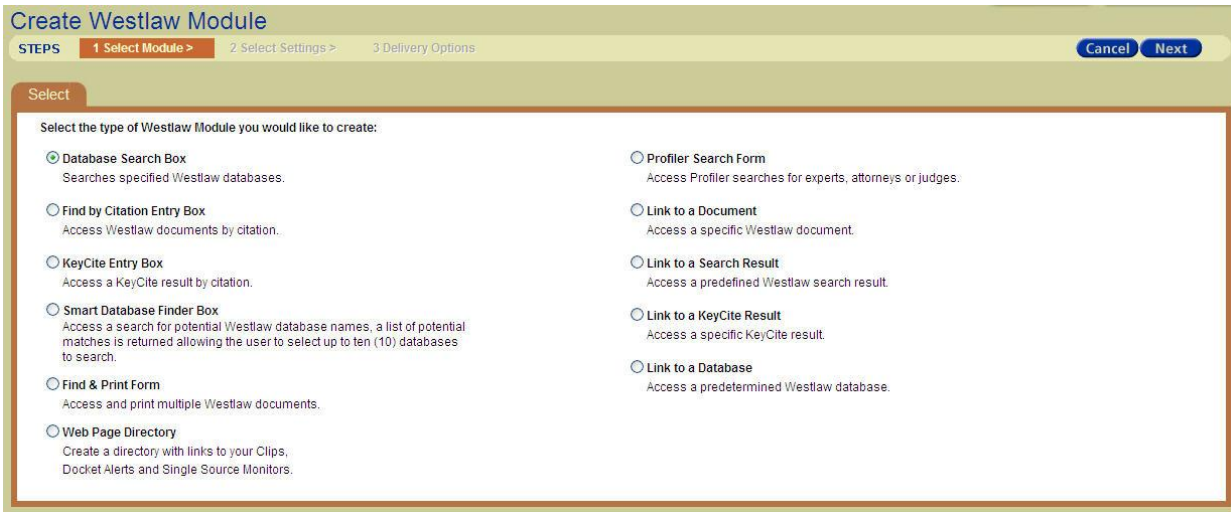 Create Westlaw Module
STEPS 1 Select Module > 2 Select Settings > 3 Delivery Options Cancel Next
Select
Select the type of Westlaw Module you would like to create:
Database Search Box
Searches specified Westlaw databases.
Find by Citation Entry Box
Access Westlaw documents by citation.
KeyCite Entry Box
Access a KeyCite result by citation.
Smart Database Finder Box
Access a search for potential Westlaw database names, a list of potential
matches is returned allowing the user to select up to ten (10) databases
to search.
Find & Print Form
Access and print multiple Westlaw documents.
Web Page Directory
Create a directory with links to your Clips,
Docket Alerts and Single Source Monitors.
Profiler Search Form
Access Profiler searches for experts, attorneys or judges.
Link to a Document
Access a specific Westlaw document.
Link to a Search Result
Access a predefined Westlaw search result.
Link to a KeyCite Result
Access a specific KeyCite result.
Link to a Database
Access a predetermined Westlaw database.